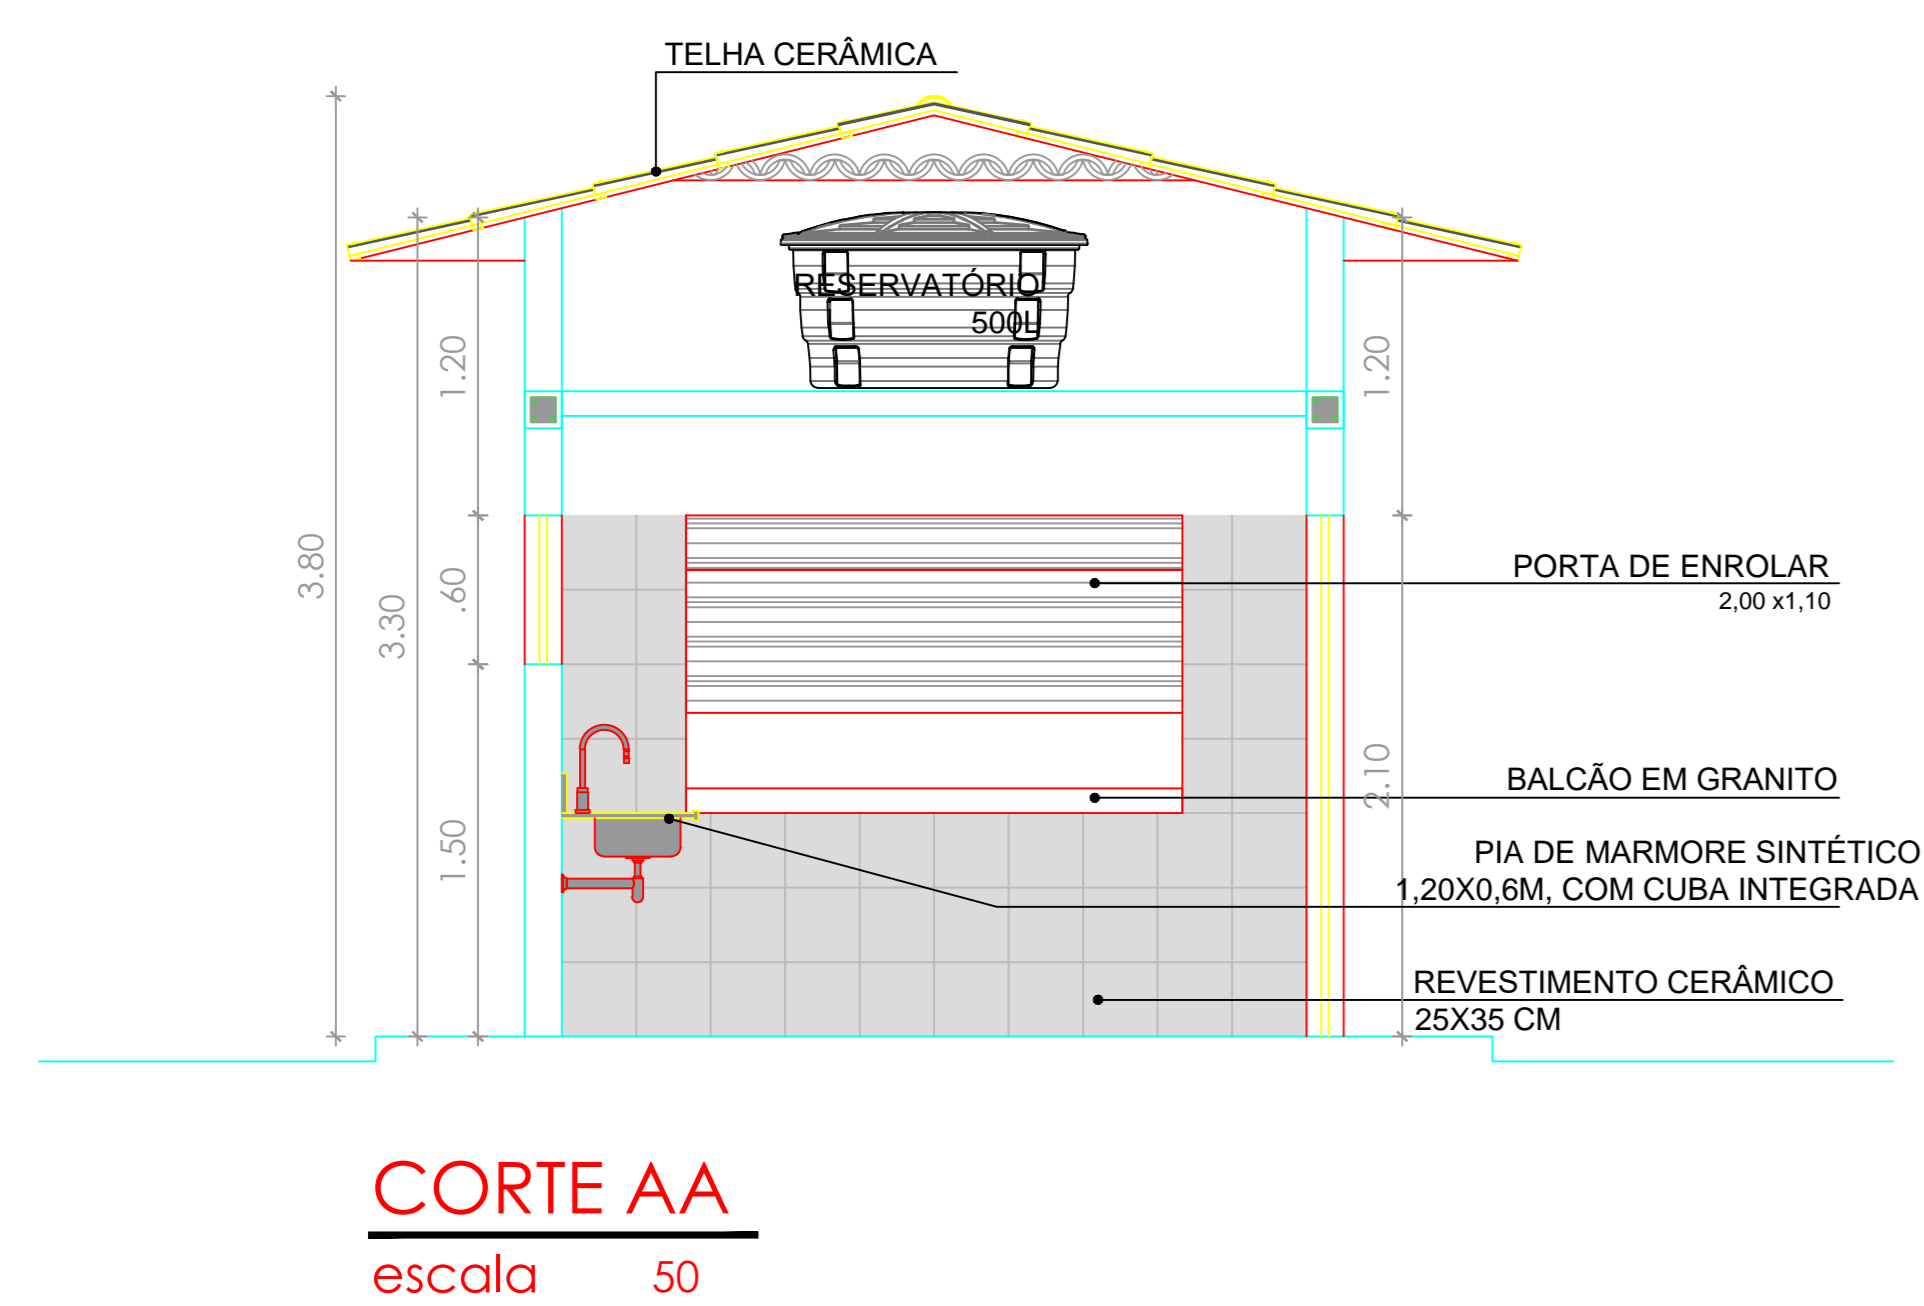 TELHA CERÂMICA
RESERVATÓRIO
500L
1.20
1.20
3.80
3.30
.60
1.50
2.10
PORTA DE ENROLAR
2,00 x1,10
BALCÃO EM GRANITO
PIA DE MARMORE SINTÉTICO
1,20X0,6M, COM CUBA INTEGRADA
REVESTIMENTO CERÂMICO
25X35 CM
CORTE AA
escala 50